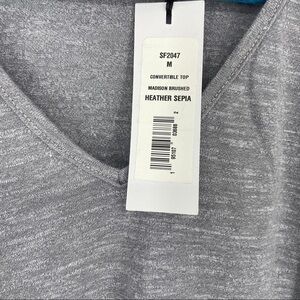 SF2047
M
CONVERTIBLE TOP
MADISON BRUSHED
HEATHER SEPIA